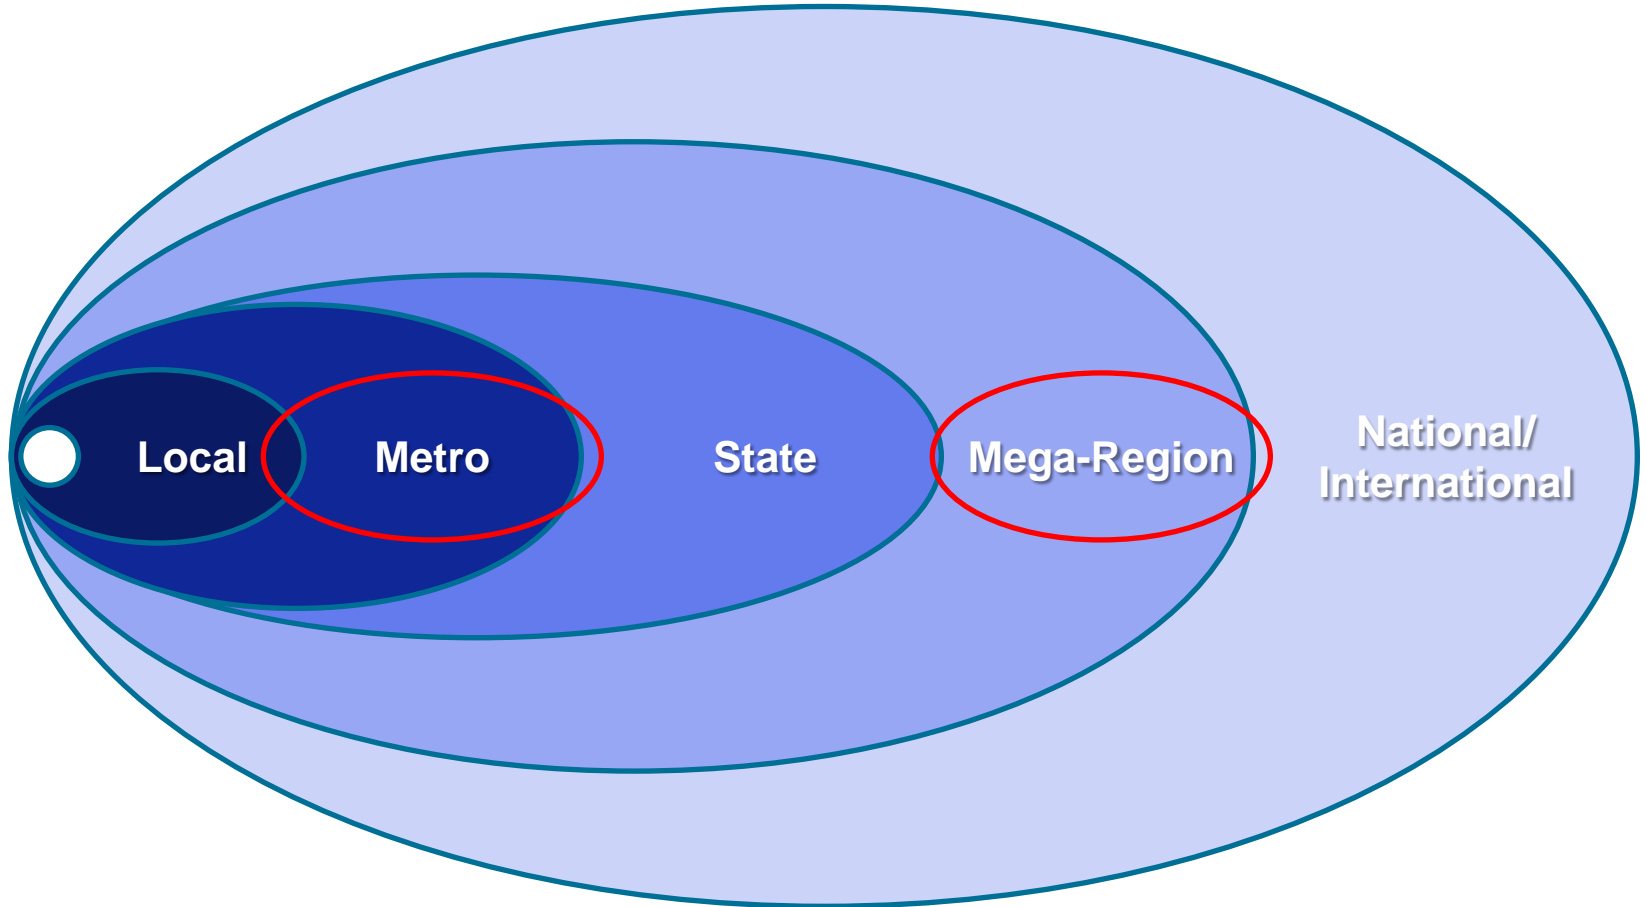 Local
Metro
State
Mega-Region
National/
International